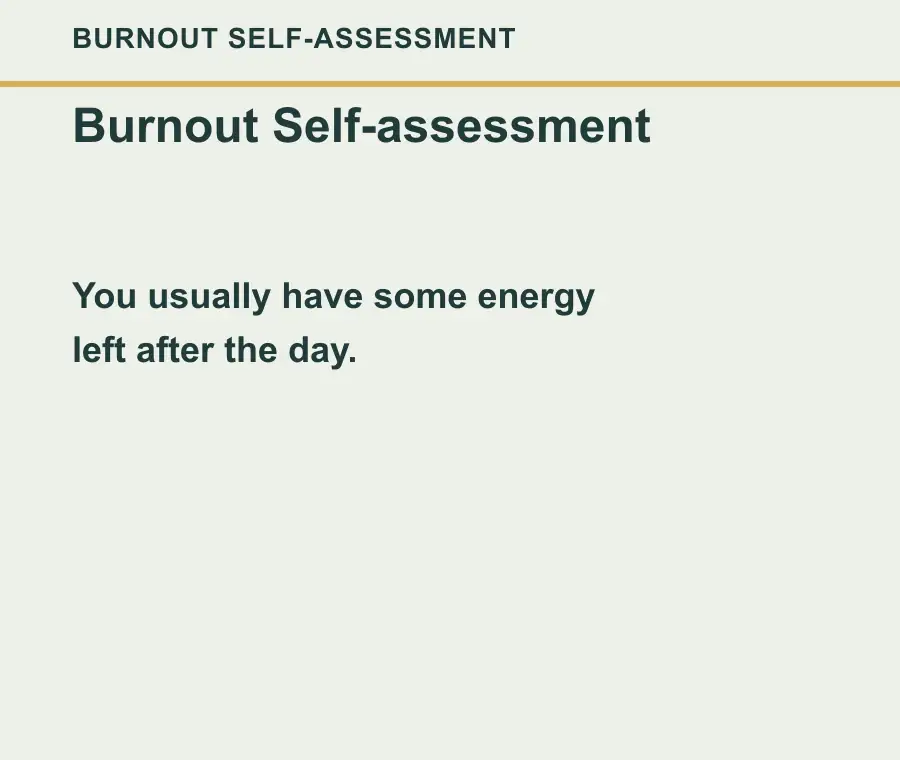 BURNOUT SELF-ASSESSMENT
Burnout Self-assessment
You usually have some energy
left after the day.